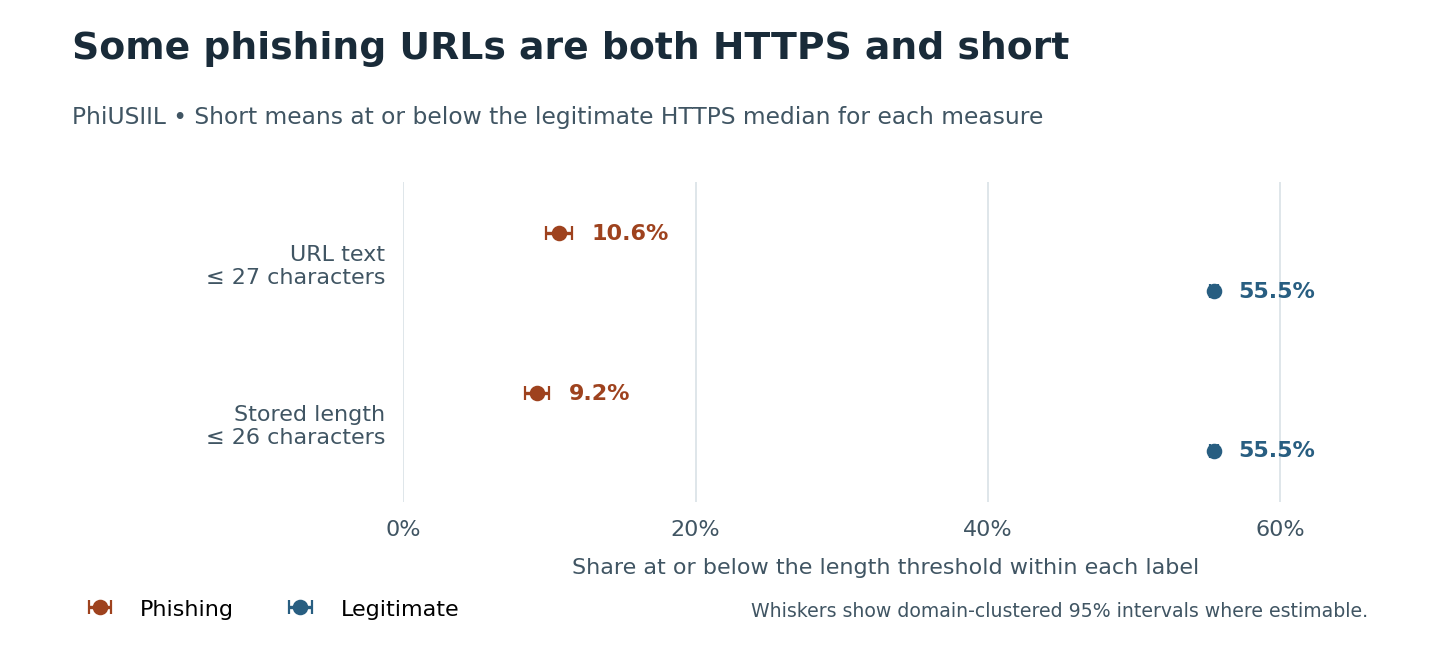 Some phishing URLs are both HTTPS and short
PhiUSIIL • Short means at or below the legitimate HTTPS median for each measure
URL text
≤ 27 characters
10.6%
55.5%
Stored length
≤ 26 characters
9.2%
55.5%
0% 20% 40% 60%
Share at or below the length threshold within each label
Phishing Legitimate
Whiskers show domain-clustered 95% intervals where estimable.